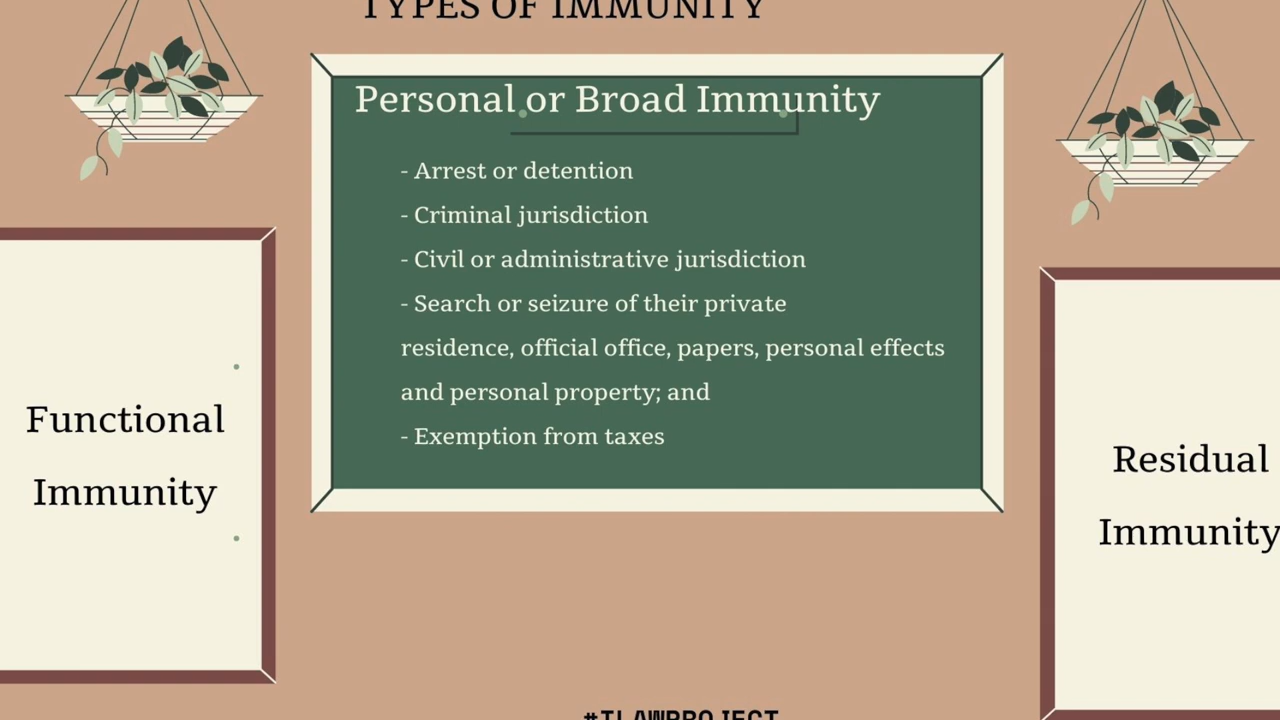 TYPES OF IMMUNITY
Personal or Broad Immunity
- Arrest or detention
- Criminal jurisdiction
- Civil or administrative jurisdiction
- Search or seizure of their private
residence, official office, papers, personal effects
and personal property; and
- Exemption from taxes
Functional
Immunity
Residual
Immunity
#ILAWPROJECT